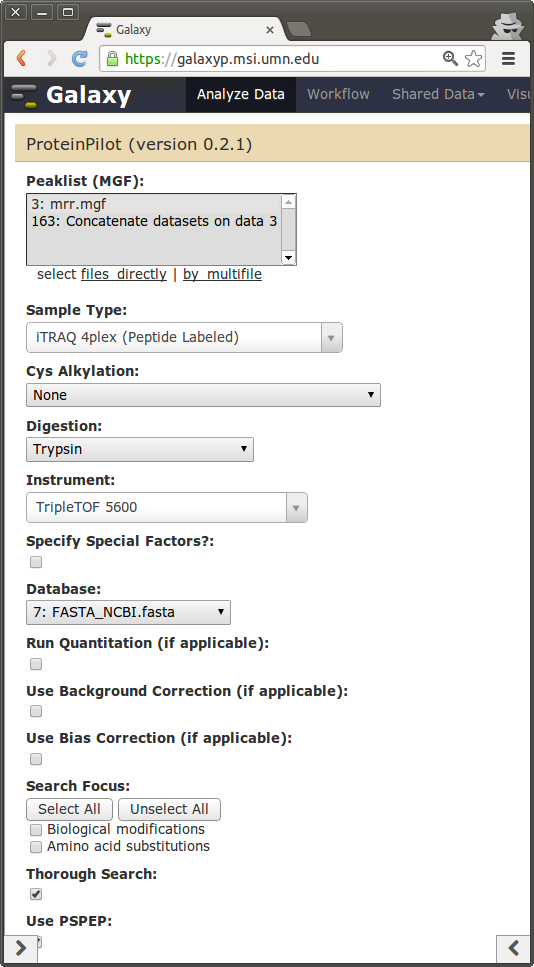 Galaxy
https://galaxyp.msi.umn.edu
Galaxy
Analyze Data
Workflow
Shared Data
Visu
ProteinPilot (version 0.2.1)
Peaklist (MGF):
3: mrr.mgf
163: Concatenate datasets on data 3
select files directly | by multifile
Sample Type:
iTRAQ 4plex (Peptide Labeled)
Cys Alkylation:
None
Digestion:
Trypsin
Instrument:
TripleTOF 5600
Specify Special Factors?:
Database:
7: FASTA_NCBI.fasta
Run Quantitation (if applicable):
Use Background Correction (if applicable):
Use Bias Correction (if applicable):
Search Focus:
Select All
Unselect All
Biological modifications
Amino acid substitutions
Thorough Search:
Use PSPEP: